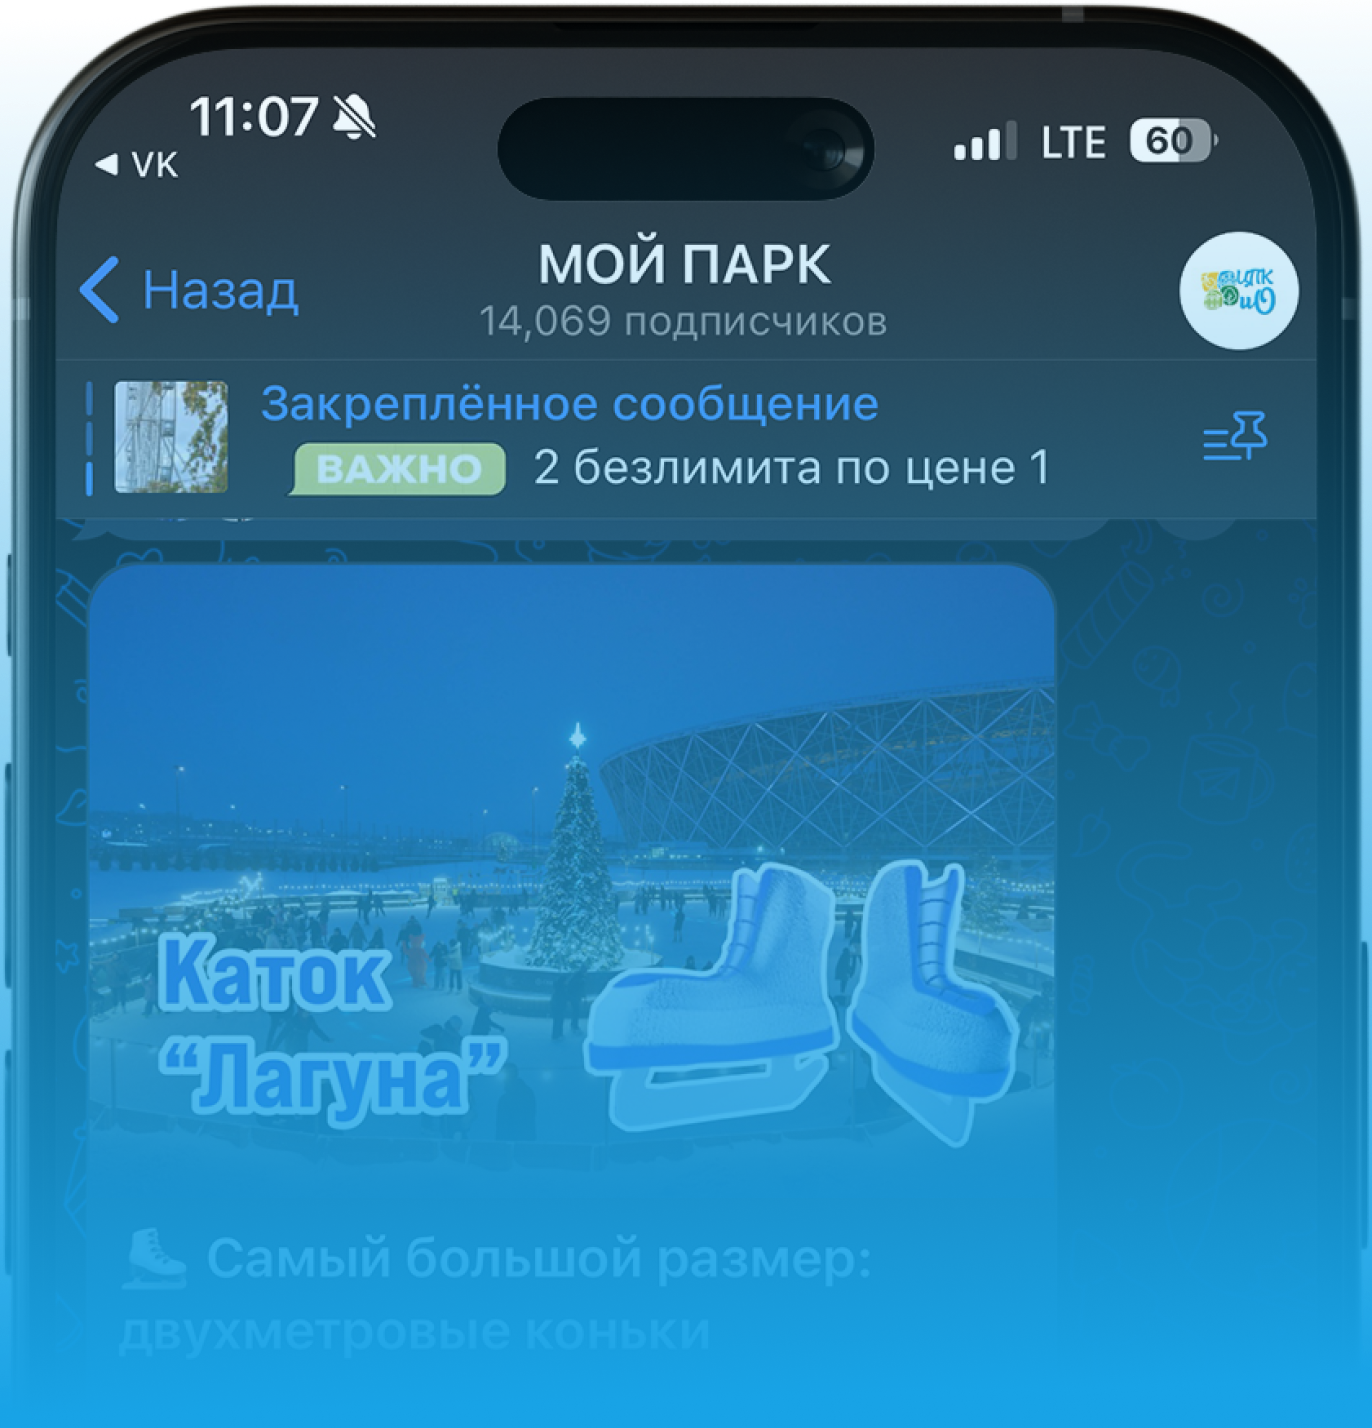 11:07
◀ VK
LTE 60
Назад
МОЙ ПАРК
14,069 подписчиков
ЦПК
иО
Закреплённое сообщение
ВАЖНО 2 безлимита по цене 1
Каток
“Лагуна”
Самый большой размер:
двухметровые коньки